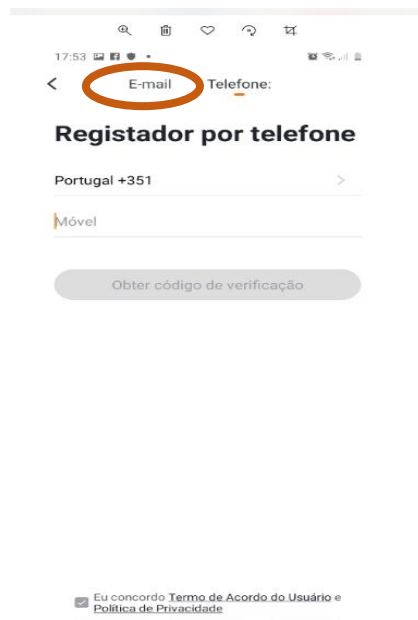 17:53
E-mail Telefone:
Registador por telefone
Portugal +351
Móvel
Obter código de verificação
Eu concordo Termo de Acordo do Usuário e
Política de Privacidade